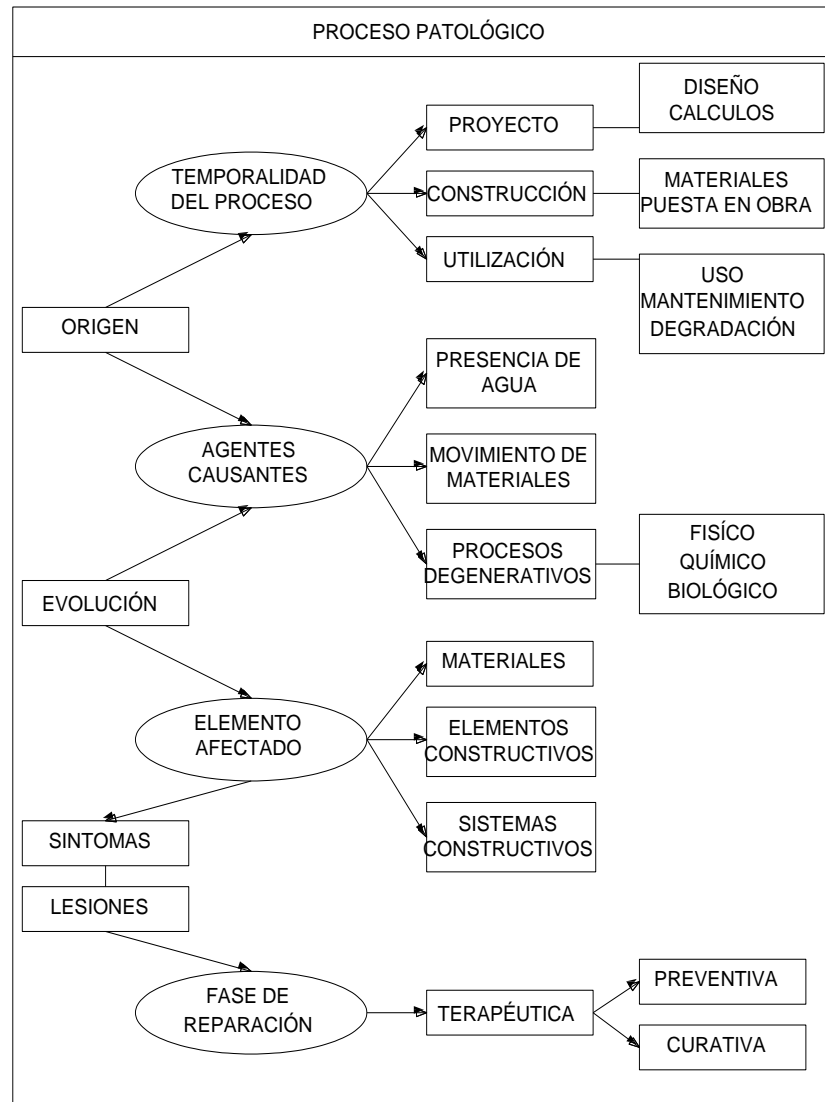 PROCESO PATOLÓGICO
DISEÑO
CALCULOS
PROYECTO
TEMPORALIDAD
DEL PROCESO
CONSTRUCCIÓN
MATERIALES
PUESTA EN OBRA
UTILIZACIÓN
USO
MANTENIMIENTO
DEGRADACIÓN
ORIGEN
PRESENCIA DE
AGUA
AGENTES
CAUSANTES
MOVIMIENTO DE
MATERIALES
PROCESOS
DEGENERATIVOS
FISÍCO
QUÍMICO
BIOLÓGICO
EVOLUCIÓN
MATERIALES
ELEMENTO
AFECTADO
ELEMENTOS
CONSTRUCTIVOS
SISTEMAS
CONSTRUCTIVOS
SINTOMAS
LESIONES
FASE DE
REPARACIÓN
TERAPÉUTICA
PREVENTIVA
CURATIVA